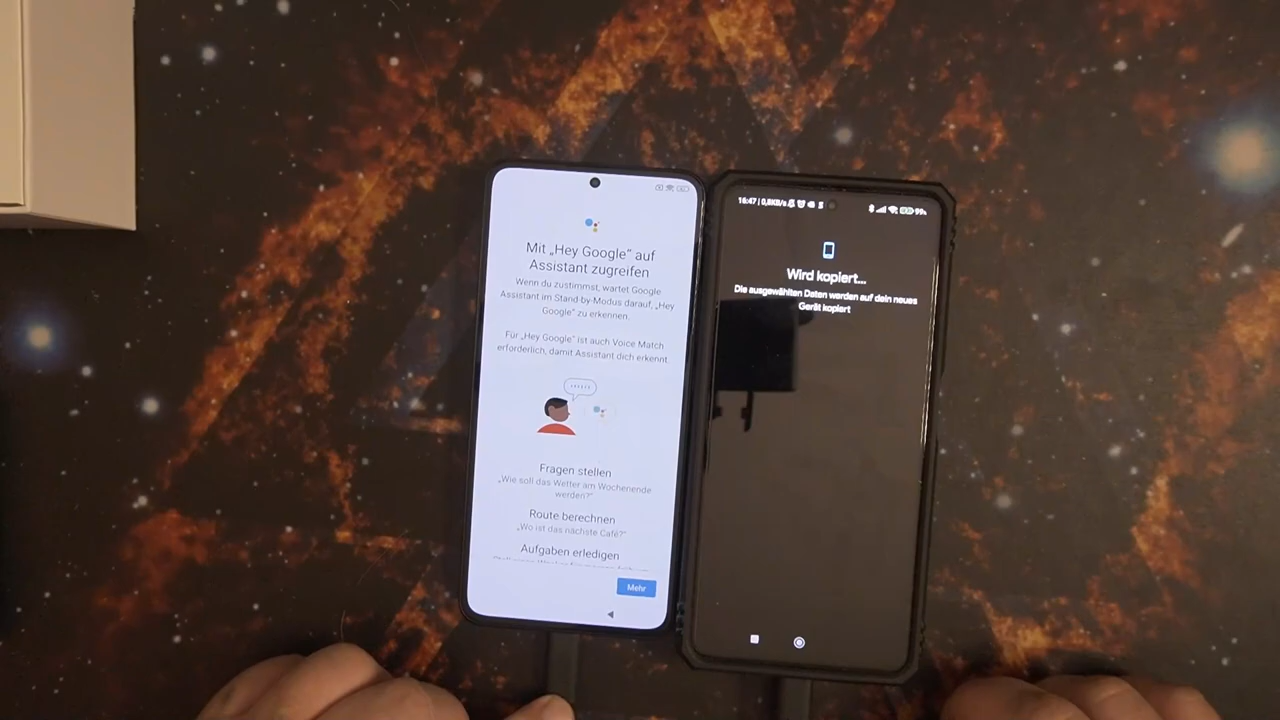 Mit „Hey Google“ auf
Assistant zugreifen
Wenn du zustimmst, wartet Google
Assistant im Stand-by-Modus darauf, „Hey
Google“ zu erkennen.
Für „Hey Google“ ist auch Voice Match
erforderlich, damit Assistant dich erkennt.
Fragen stellen
„Wie soll das Wetter am Wochenende
werden?“
Route berechnen
„Wo ist das nächste Café?“
Aufgaben erledigen
Mehr
16:47 | 0,8KB/s
99%
Wird kopiert...
Die ausgewählten Daten werden auf dein neues
Gerät kopiert